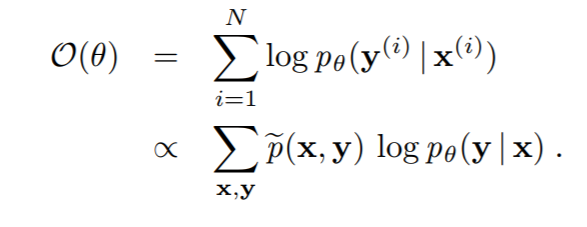 𝒪(θ) = ∑_{i=1}^{N} log p_θ(𝐲^{(i)} | 𝐱^{(i)})
∝ ∑_{𝐱,𝐲} p̃(𝐱, 𝐲) log p_θ(𝐲 | 𝐱) .